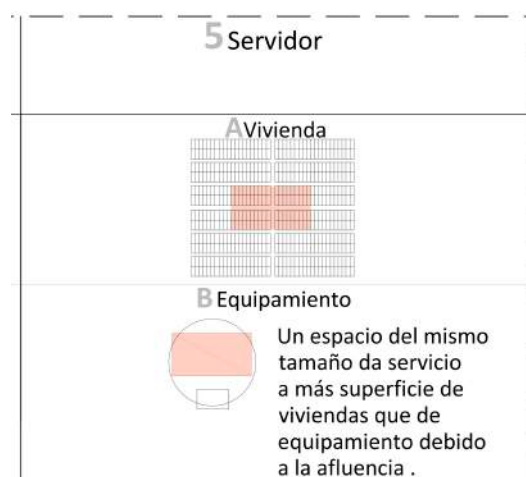 5 Servidor
A Vivienda
B Equipamiento
Un espacio del mismo
tamaño da servicio
a más superficie de
viviendas que de
equipamiento debido
a la afluencia .